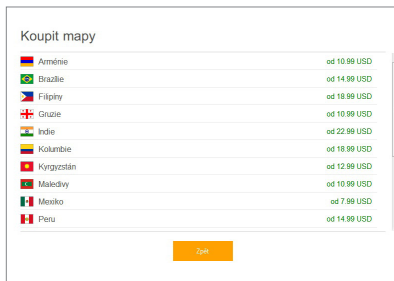 Koupit mapy
Arménie od 10.99 USD
Brazílie od 14.99 USD
Filipíny od 18.99 USD
Gruzie od 10.99 USD
Indie od 22.99 USD
Kolumbie od 18.99 USD
Kyrgyzstán od 12.99 USD
Maledivy od 10.99 USD
Mexiko od 7.99 USD
Peru od 14.99 USD
Zpět